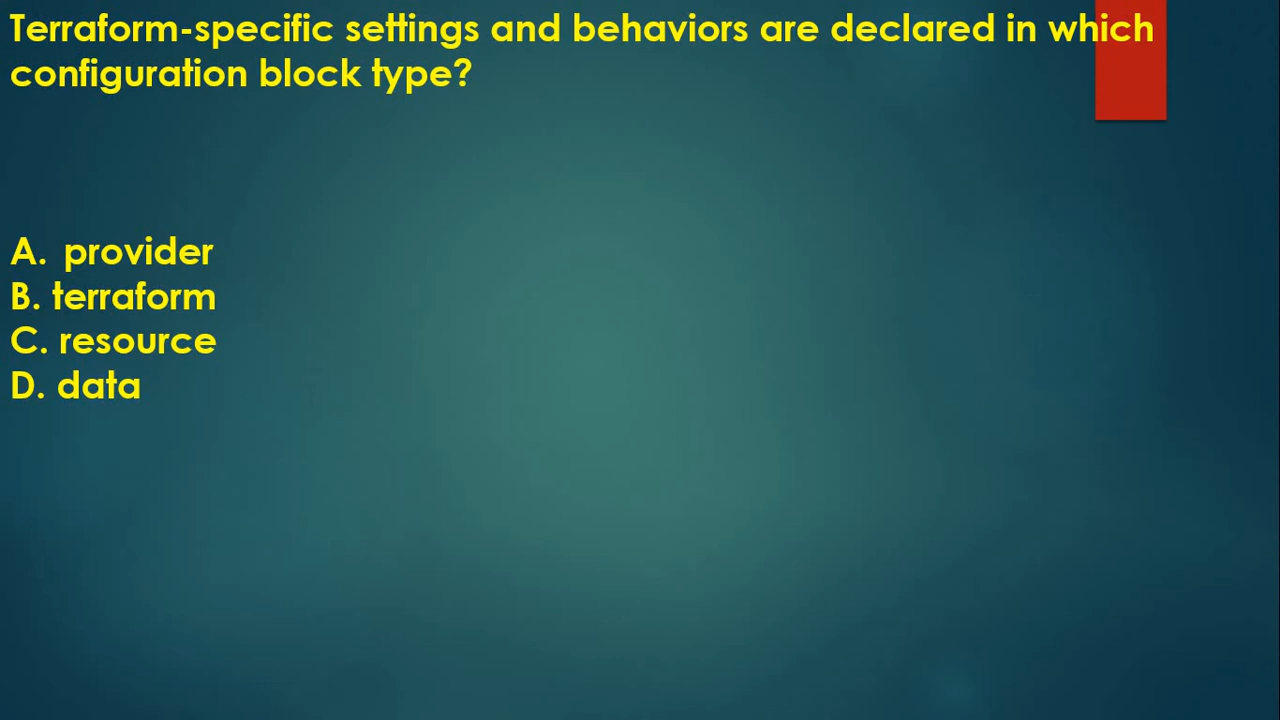 Terraform-specific settings and behaviors are declared in which
configuration block type?
A. provider
B. terraform
C. resource
D. data